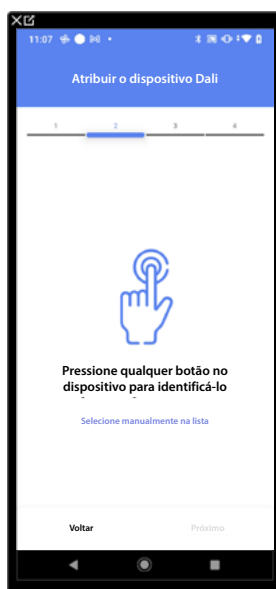 11:07
Atribuir o dispositivo Dali
1 2 3 4
Pressione qualquer botão no
dispositivo para identificá-lo
Selecione manualmente na lista
Voltar Próximo